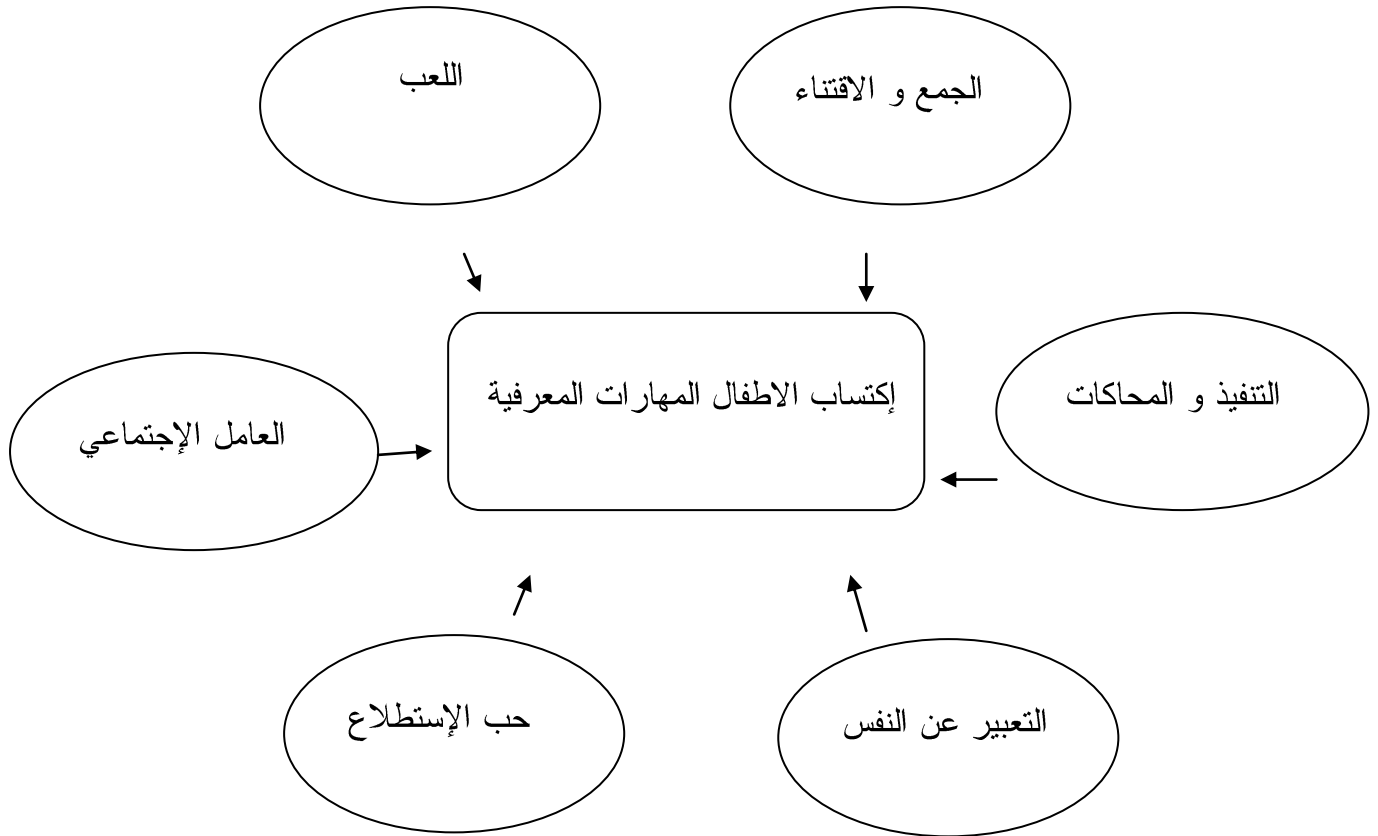 الجمع و الاقتناء
اللعب
التنفيذ و المحاكات
إكتساب الاطفال المهارات المعرفية
العامل الإجتماعي
التعبير عن النفس
حب الإستطلاع